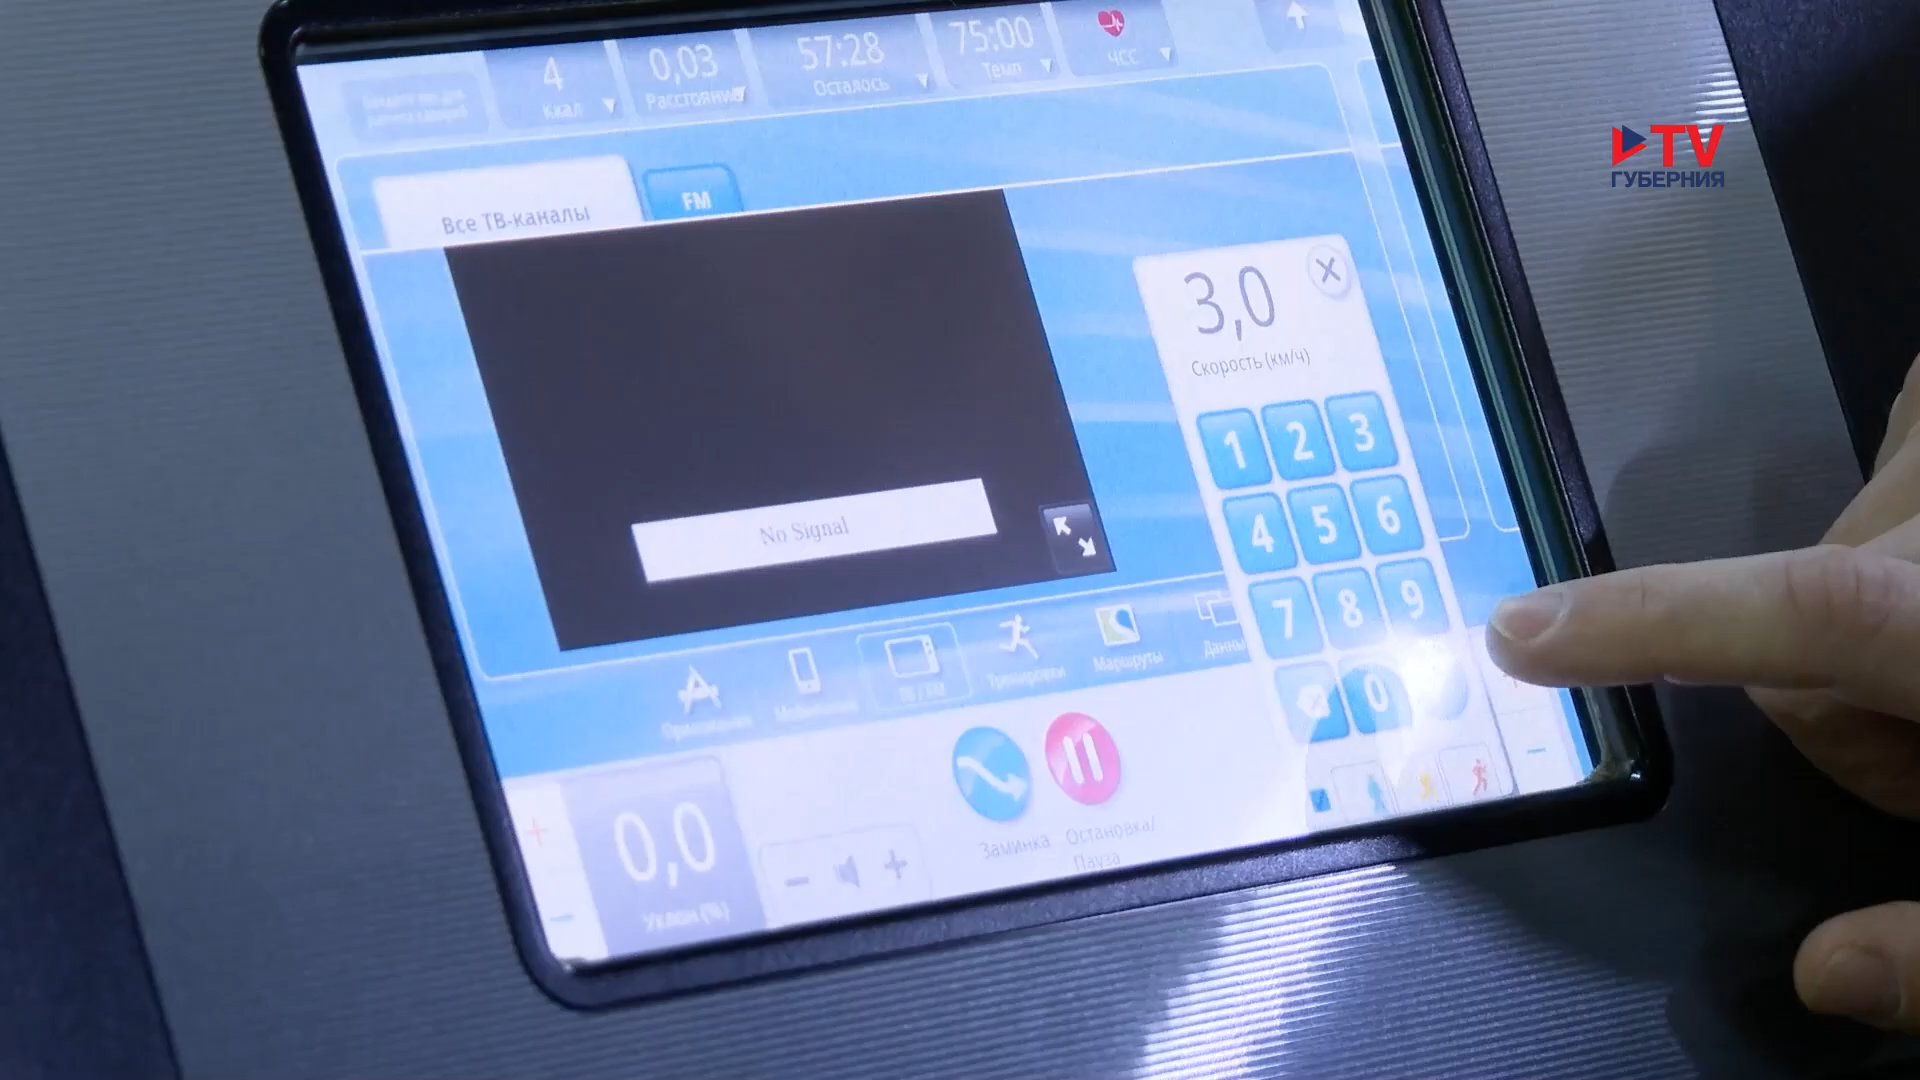 4
Ккал
0,03
Расстояние
57:28
Осталось
75:00
Темп
ЧСС
TV
ГУБЕРНИЯ
Все ТВ-каналы
FM
3,0
Скорость (км/ч)
1 2 3
4 5 6
7 8 9
0
No Signal
Тренировки
Маршруты
Данны
0,0
Уклон (%)
Заминка
Остановка/
Пауза